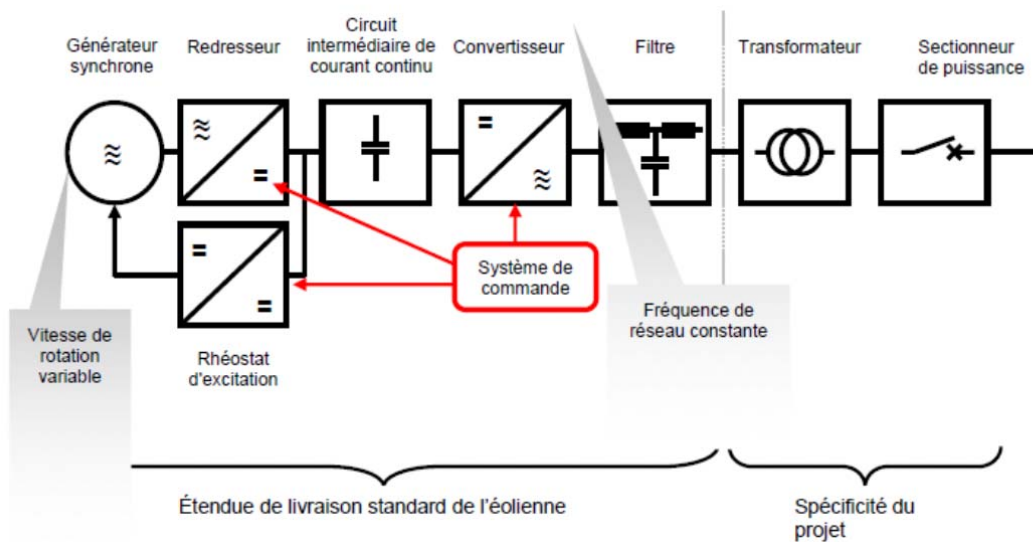 Générateur
synchrone
Redresseur
Circuit
intermédiaire de
courant continu
Convertisseur
Filtre
Transformateur
Sectionneur
de puissance
Système de
commande
Vitesse de
rotation
variable
Rhéostat
d'excitation
Fréquence de
réseau constante
Étendue de livraison standard de l'éolienne
Spécificité du
projet